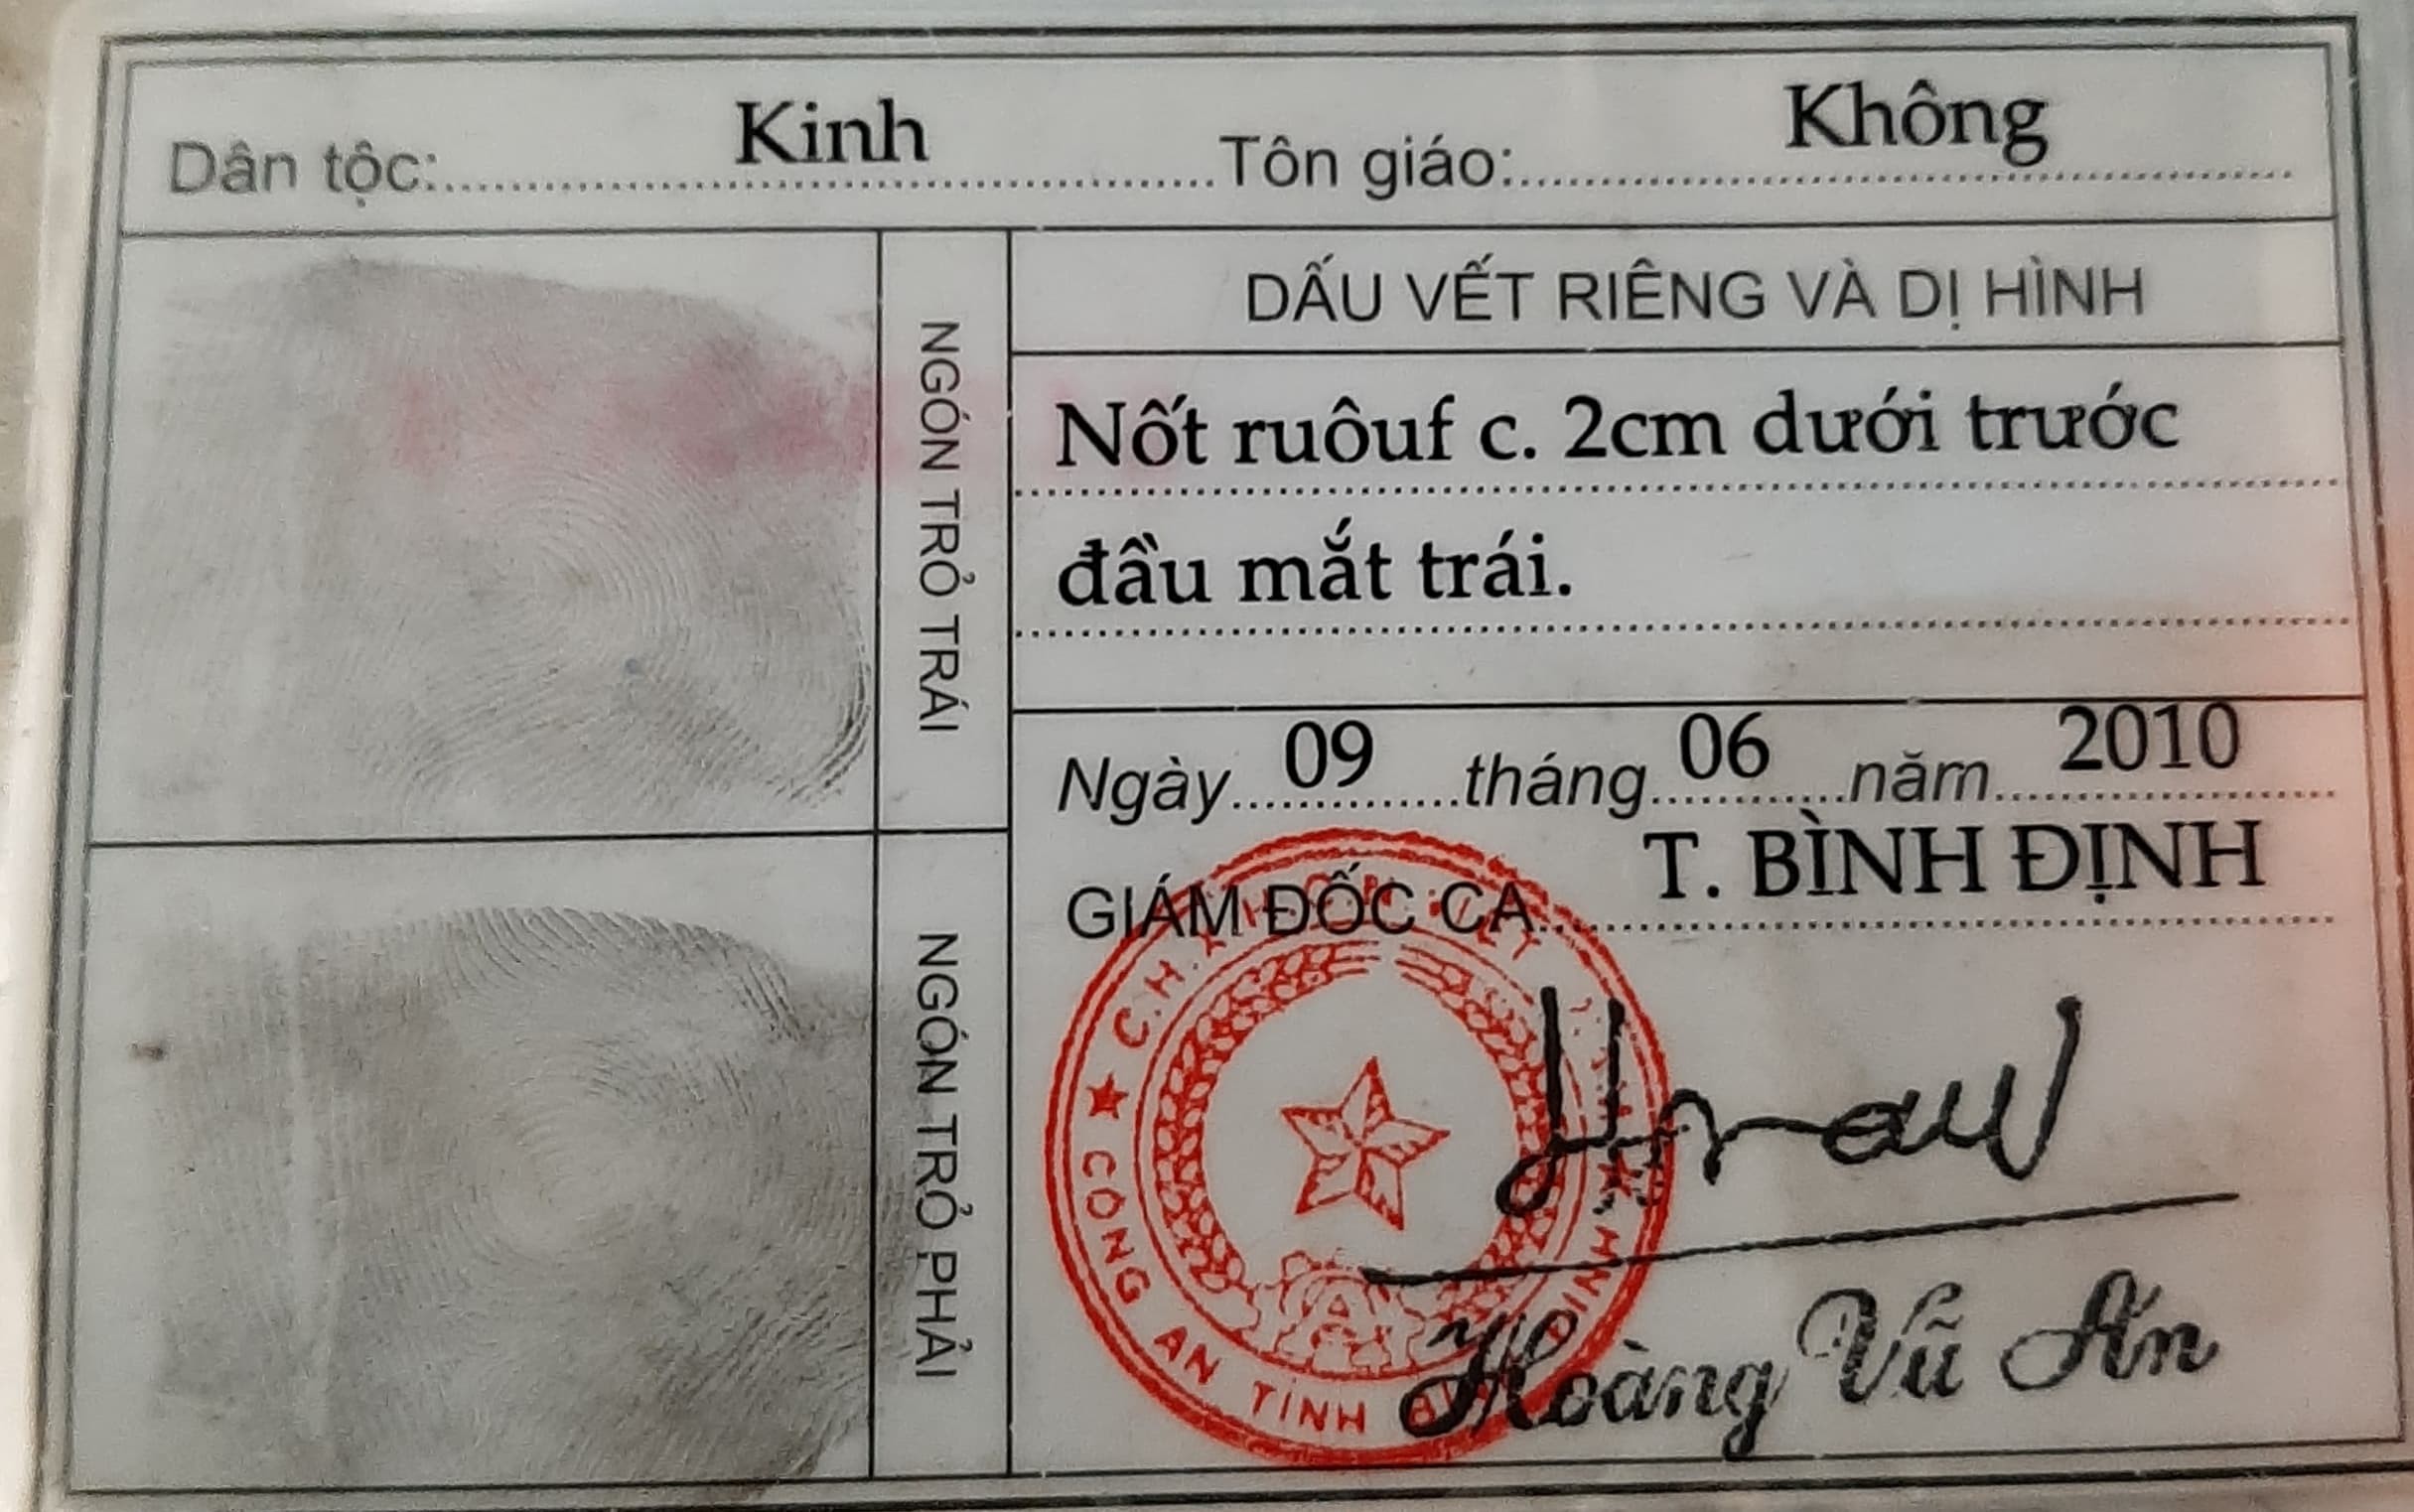 Dân tộc: Kinh Tôn giáo: Không
NGÓN TRỎ TRÁI
DẤU VẾT RIÊNG VÀ DỊ HÌNH
Nốt ruôuf c. 2cm dưới trước
đầu mắt trái.
Ngày 09 tháng 06 năm 2010
GIÁM ĐỐC CA T. BÌNH ĐỊNH
NGÓN TRỎ PHẢI
C.H.
CÔNG AN TỈNH
Hoàng Vũ Ấn